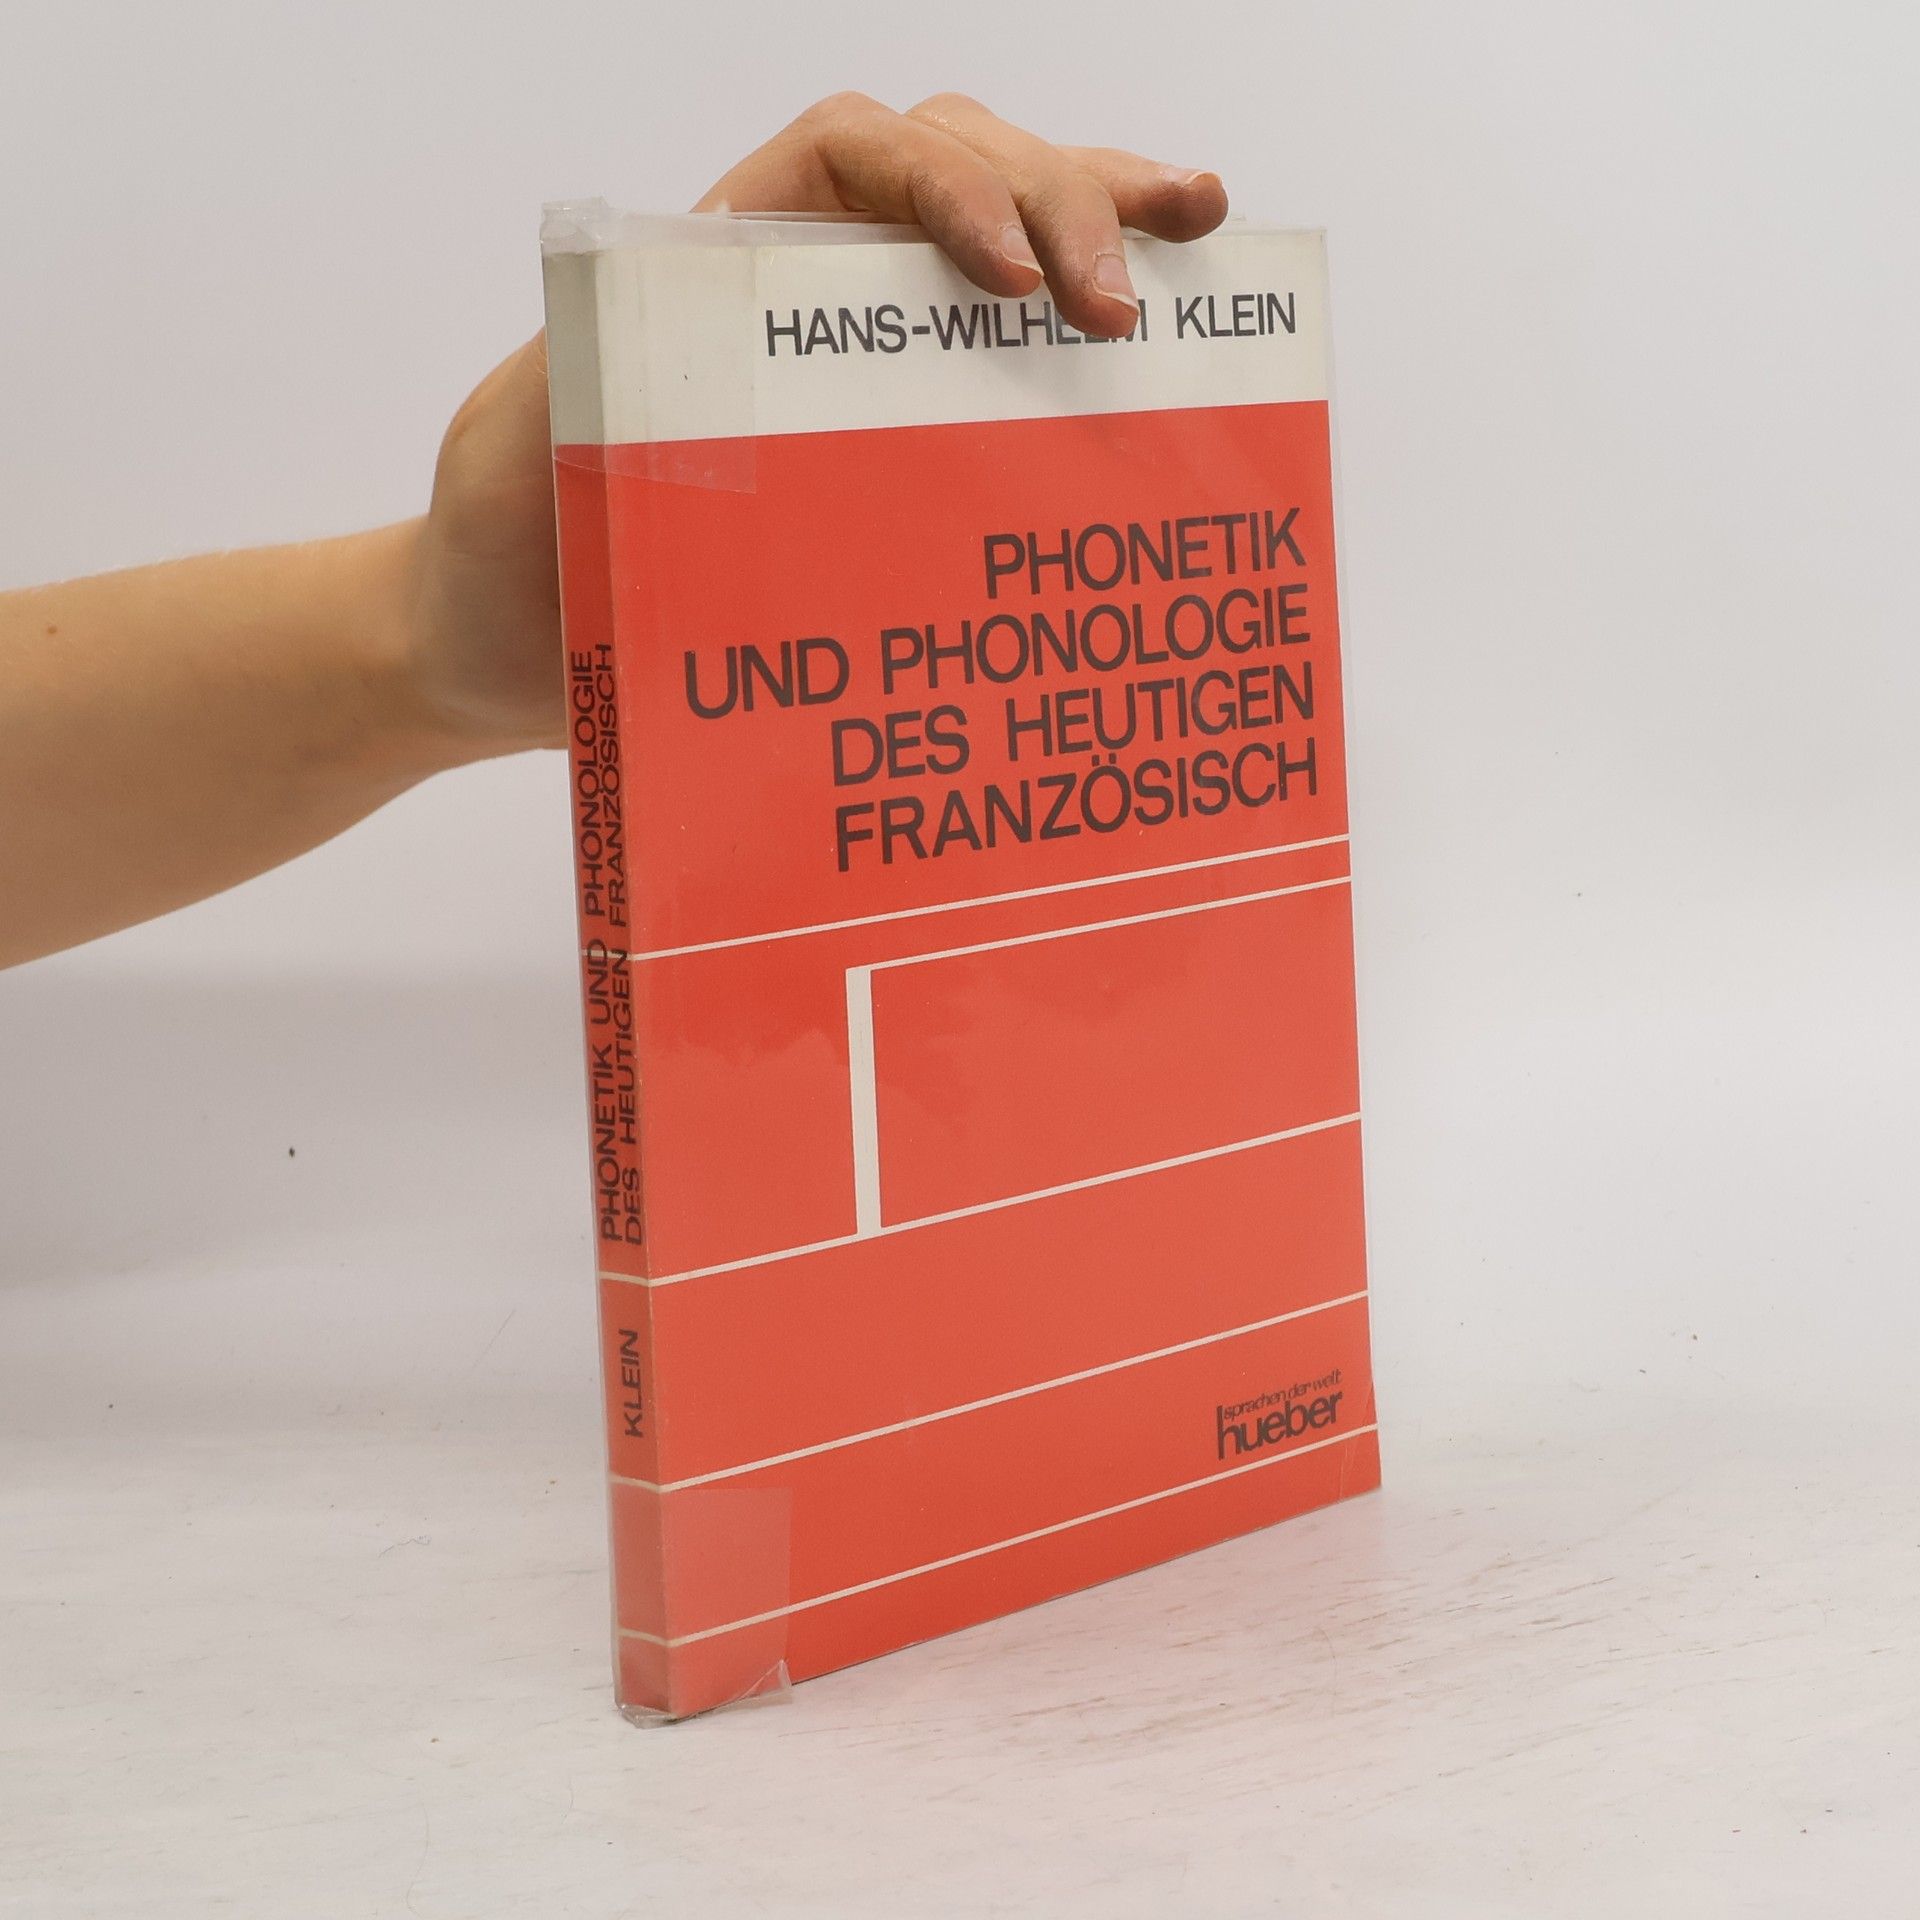 HANS-WILHELM KLEIN
PHONETIK
UND PHONOLOGIE
DES HEUTIGEN
FRANZÖSISCH
sprachen der welt
hueber
KLEIN
PHONETIK UND PHONOLOGIE
DES HEUTIGEN FRANZÖSISCH